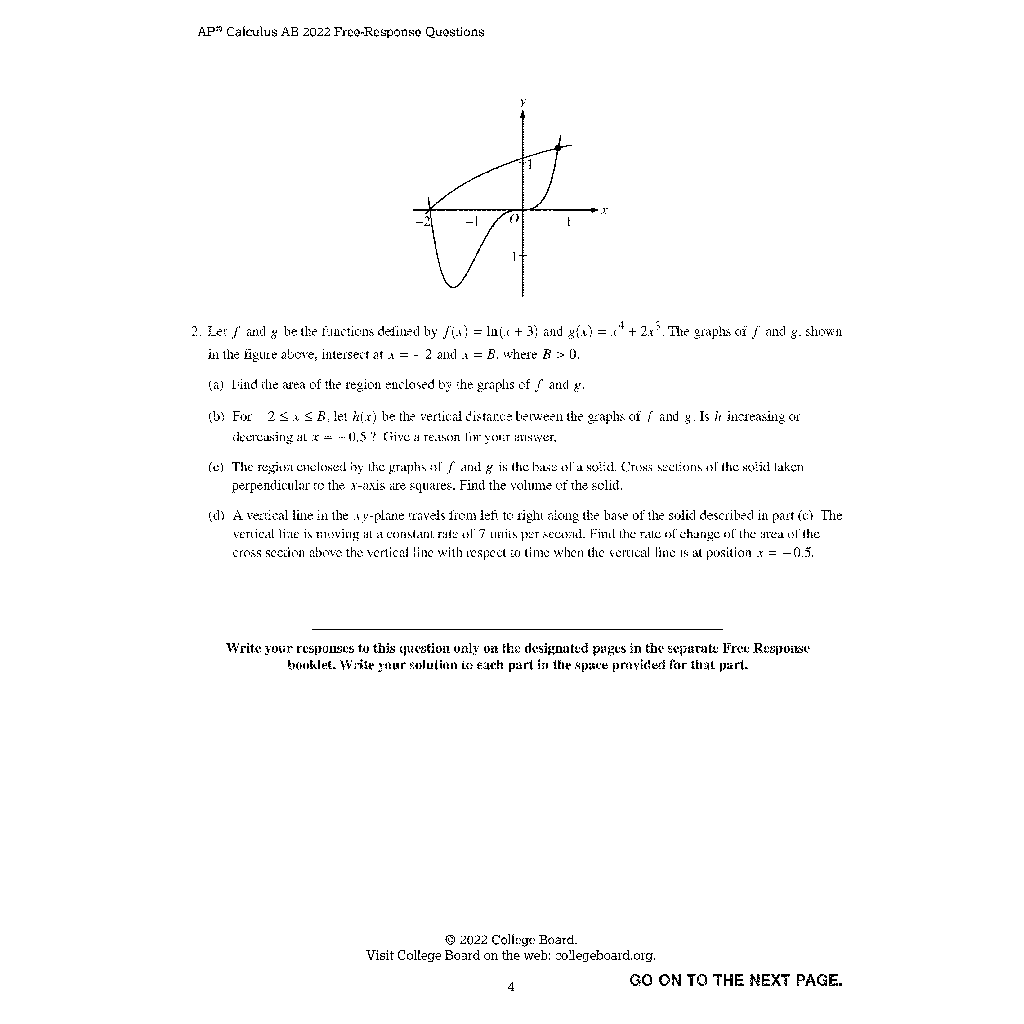 AP® Calculus AB 2022 Free-Response Questions
y
1
x
−2
−1
O
1
1
2. Let f and g be the functions defined by f(x) = ln(x + 3) and g(x) = x⁴ + 2x³. The graphs of f and g, shown
in the figure above, intersect at x = −2 and x = B, where B > 0.
(a) Find the area of the region enclosed by the graphs of f and g.
(b) For −2 ≤ x ≤ B, let h(x) be the vertical distance between the graphs of f and g. Is h increasing or
decreasing at x = −0.5 ? Give a reason for your answer.
(c) The region enclosed by the graphs of f and g is the base of a solid. Cross sections of the solid taken
perpendicular to the x-axis are squares. Find the volume of the solid.
(d) A vertical line in the xy-plane travels from left to right along the base of the solid described in part (c). The
vertical line is moving at a constant rate of 7 units per second. Find the rate of change of the area of the
cross section above the vertical line with respect to time when the vertical line is at position x = −0.5.
Write your responses to this question only on the designated pages in the separate Free Response
booklet. Write your solution to each part in the space provided for that part.
© 2022 College Board.
Visit College Board on the web: collegeboard.org.
GO ON TO THE NEXT PAGE.
4